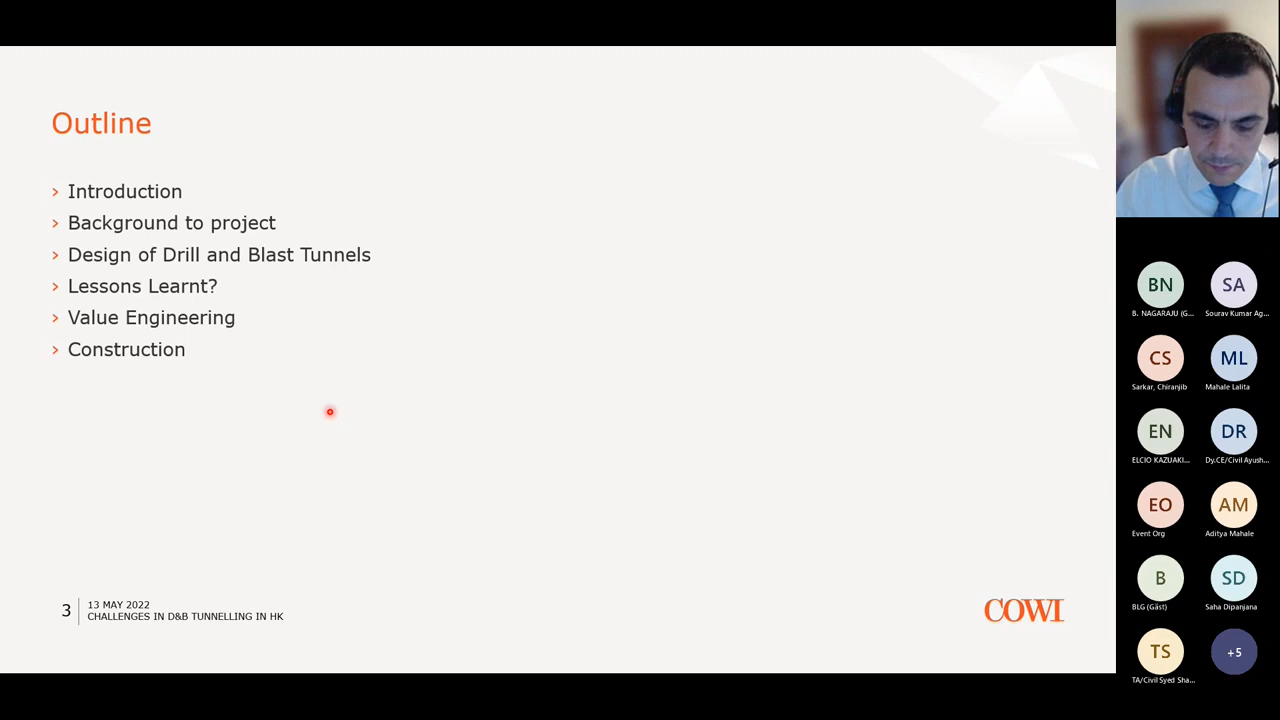 Outline
› Introduction
› Background to project
› Design of Drill and Blast Tunnels
› Lessons Learnt?
› Value Engineering
› Construction
3
13 MAY 2022
CHALLENGES IN D&B TUNNELLING IN HK
COWI
BN
SA
B. NAGARAJU (G...
Sourav Kumar Ag...
CS
ML
Sarkar, Chiranjib
Mahale Lalita
EN
DR
ELCIO KAZUAKI...
Dy.CE/Civil Ayush...
EO
AM
Event Org
Aditya Mahale
B
SD
BLG (Gäst)
Saha Dipanjana
TS
+5
TA/Civil Syed Sha...